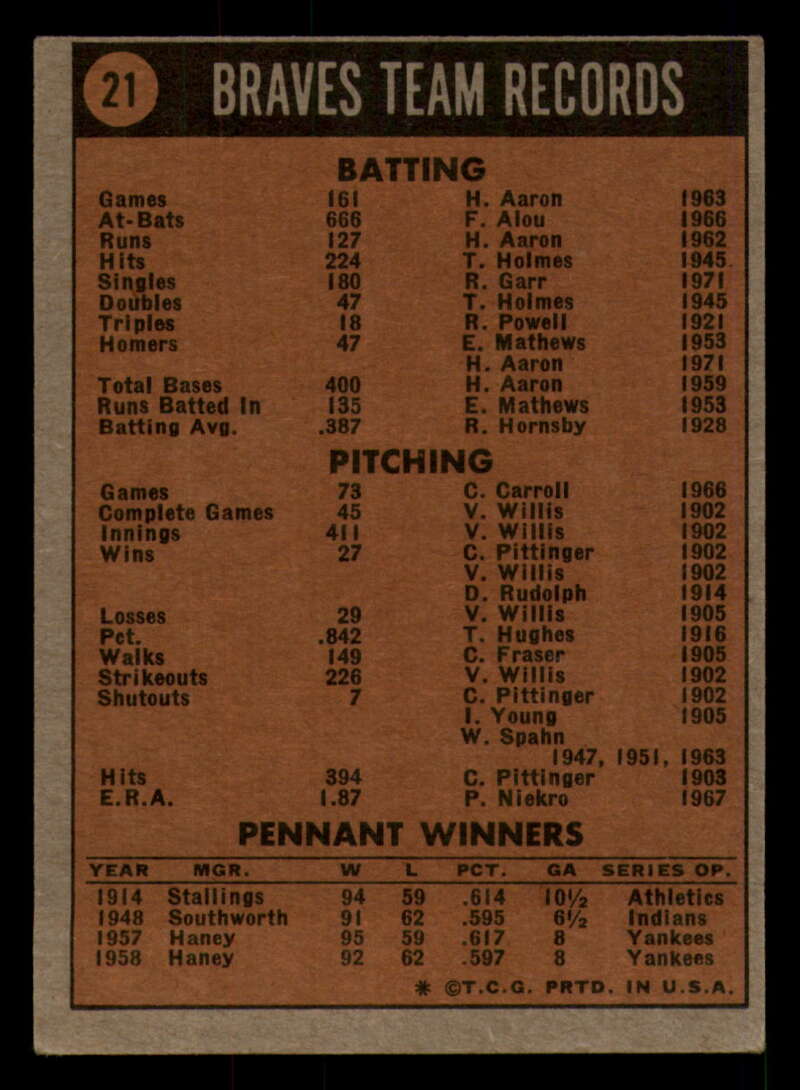 21 BRAVES TEAM RECORDS
BATTING
Games 161 H. Aaron 1963
At-Bats 666 F. Alou 1966
Runs 127 H. Aaron 1962
Hits 224 T. Holmes 1945
Singles 180 R. Garr 1971
Doubles 47 T. Holmes 1945
Triples 18 R. Powell 1921
Homers 47 E. Mathews 1953
H. Aaron 1971
Total Bases 400 H. Aaron 1959
Runs Batted In 135 E. Mathews 1953
Batting Avg. .387 R. Hornsby 1928
PITCHING
Games 73 C. Carroll 1966
Complete Games 45 V. Willis 1902
Innings 411 V. Willis 1902
Wins 27 C. Pittinger 1902
V. Willis 1902
D. Rudolph 1914
Losses 29 V. Willis 1905
Pct. .842 T. Hughes 1916
Walks 149 C. Fraser 1905
Strikeouts 226 V. Willis 1902
Shutouts 7 C. Pittinger 1902
I. Young 1905
W. Spahn
1947, 1951, 1963
Hits 394 C. Pittinger 1903
E.R.A. 1.87 P. Niekro 1967
PENNANT WINNERS
YEAR MGR. W L PCT. GA SERIES OP.
1914 Stallings 94 59 .614 10½ Athletics
1948 Southworth 91 62 .595 6½ Indians
1957 Haney 95 59 .617 8 Yankees
1958 Haney 92 62 .597 8 Yankees
* ©T.C.G. PRTD. IN U.S.A.